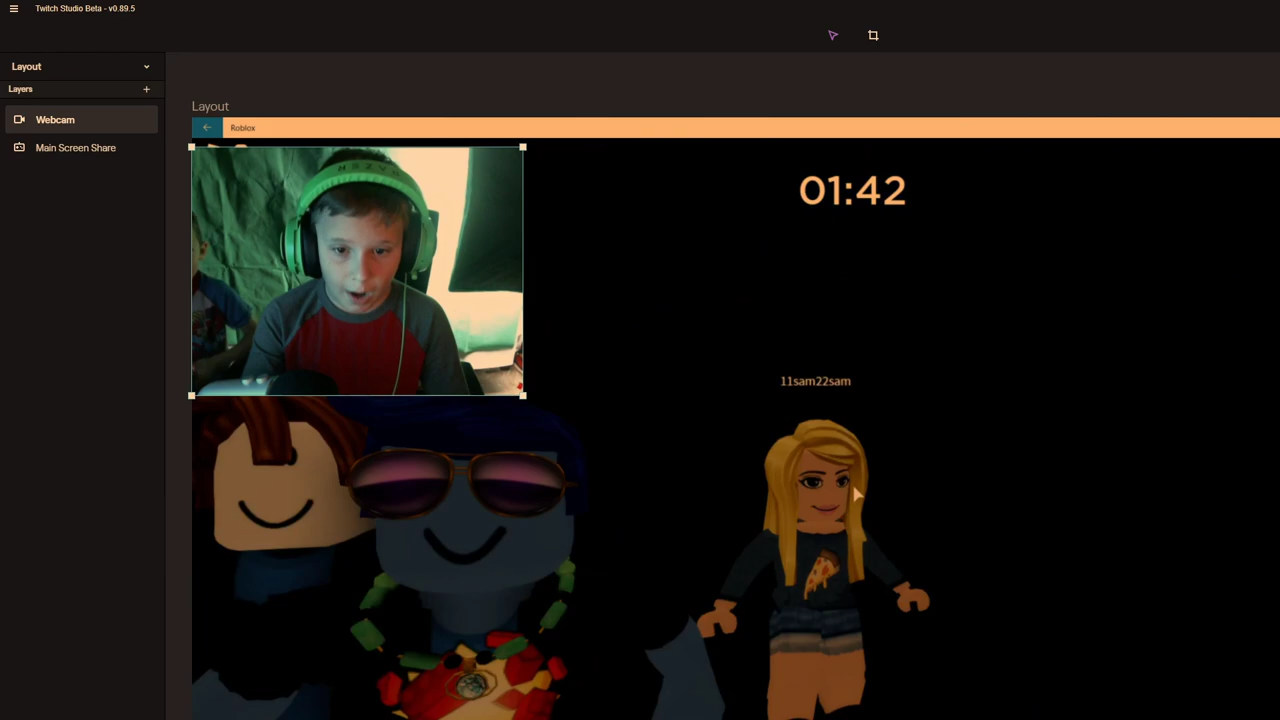 Twitch Studio Beta - v0.89.5
Layout
Layers
Webcam
Main Screen Share
Layout
Roblox
01:42
11sam22sam